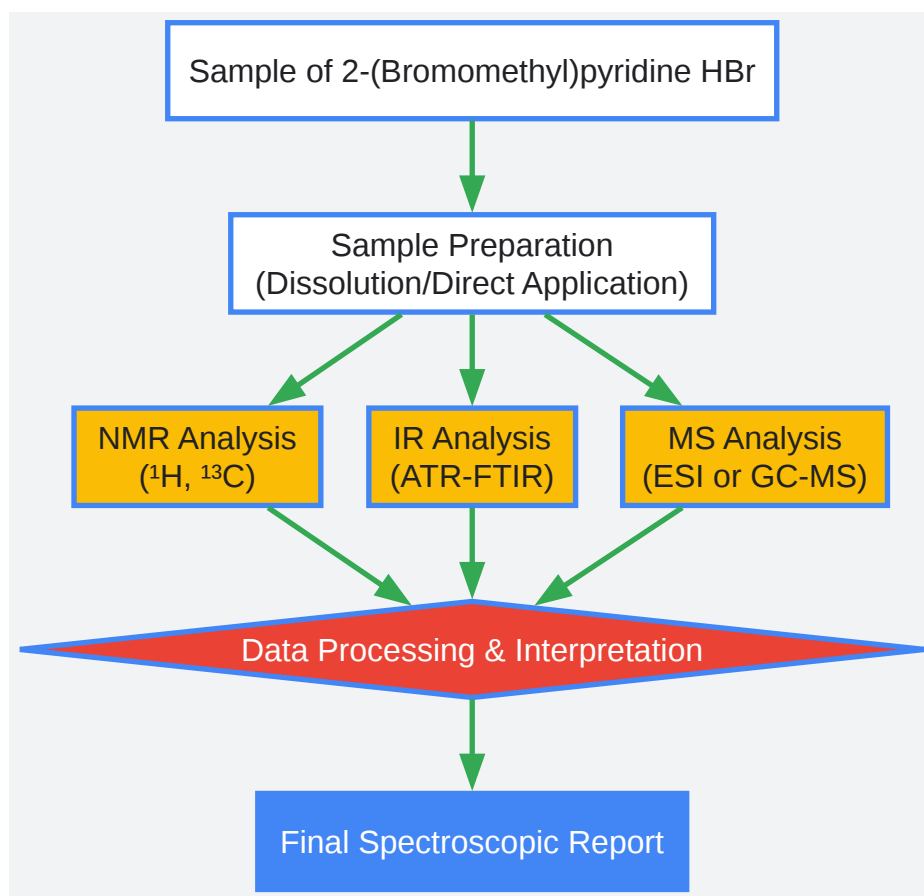 Sample of 2-(Bromomethyl)pyridine HBr
Sample Preparation
(Dissolution/Direct Application)
NMR Analysis
(¹H, ¹³C)
IR Analysis
(ATR-FTIR)
MS Analysis
(ESI or GC-MS)
Data Processing & Interpretation
Final Spectroscopic Report